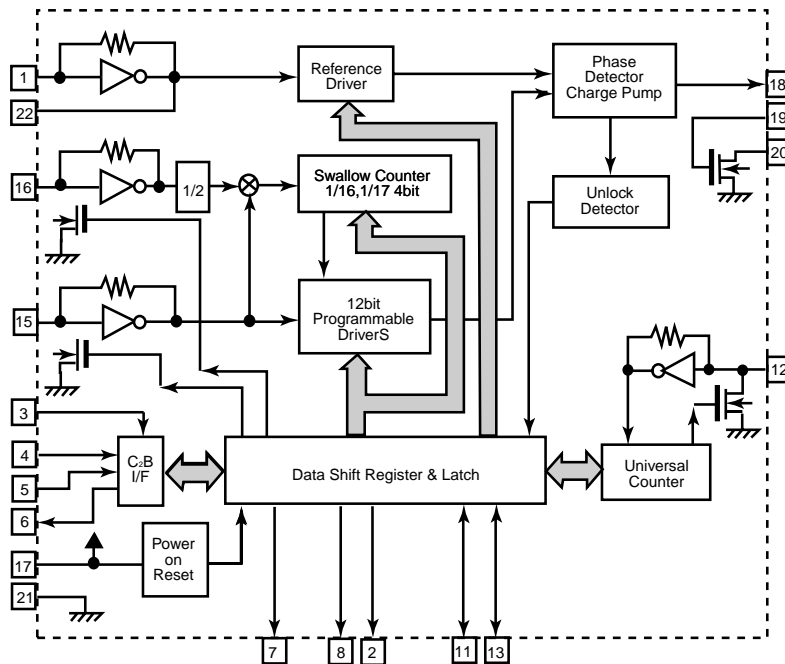 1
22
16
15
3
4
5
6
17
21
Reference
Driver
Phase
Detector
Charge Pump
18
19
20
1/2
Swallow Counter
1/16,1/17 4bit
Unlock
Detector
12bit
Programmable
DriverS
12
C₂B
I/F
Data Shift Register & Latch
Universal
Counter
Power
on
Reset
7
8
2
11
13